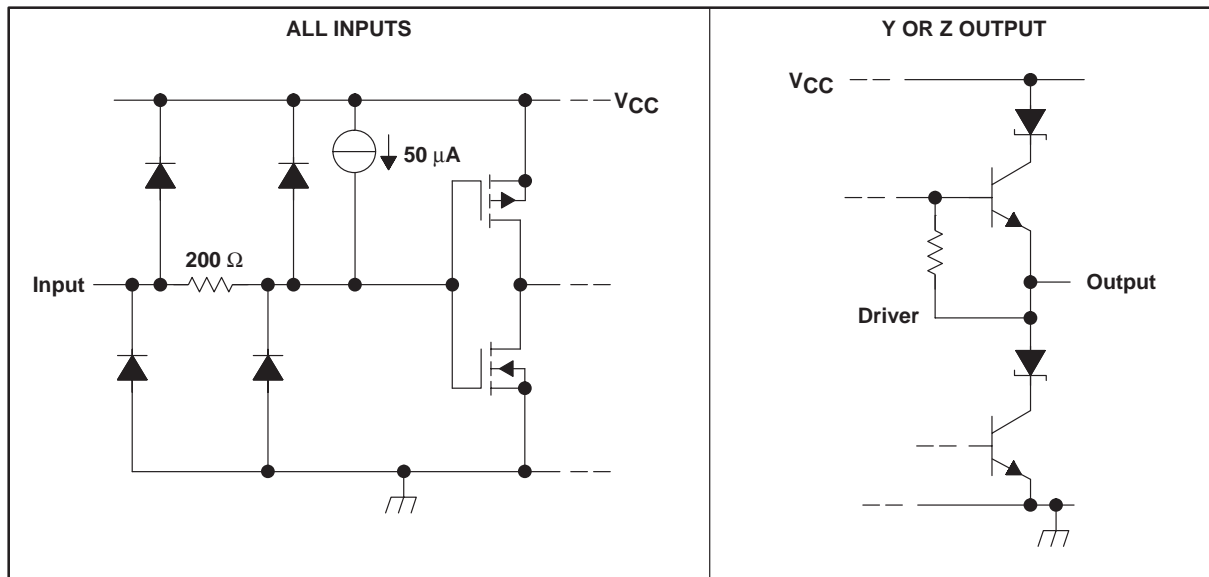 ALL INPUTS
VCC
50 μA
200 Ω
Input
Y OR Z OUTPUT
VCC
Output
Driver